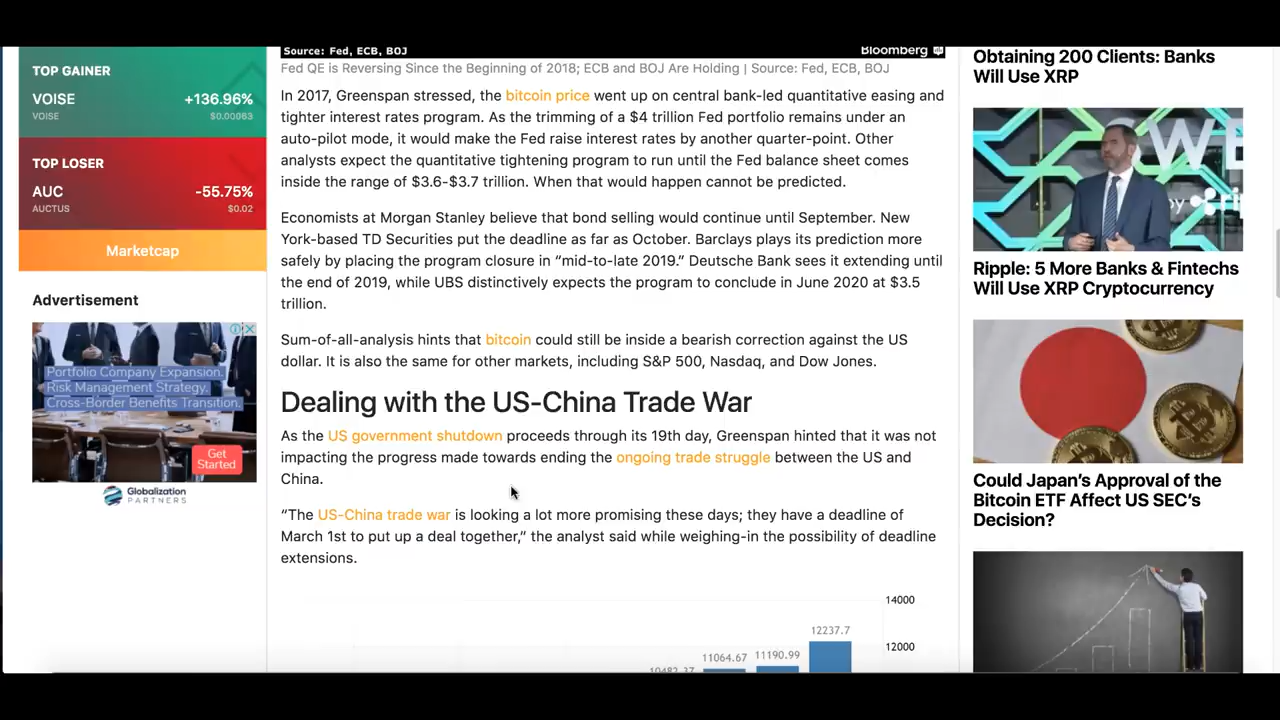 TOP GAINER
VOISE +136.96%
VOISE $0.00063
TOP LOSER
AUC -55.75%
AUCTUS $0.02
Marketcap
Advertisement
Portfolio Company Expansion.
Risk Management Strategy.
Cross-Border Benefits Transition.
Get
Started
Globalization
PARTNERS
Source: Fed, ECB, BOJ
Bloomberg
Fed QE is Reversing Since the Beginning of 2018; ECB and BOJ Are Holding | Source: Fed, ECB, BOJ
In 2017, Greenspan stressed, the bitcoin price went up on central bank-led quantitative easing and
tighter interest rates program. As the trimming of a $4 trillion Fed portfolio remains under an
auto-pilot mode, it would make the Fed raise interest rates by another quarter-point. Other
analysts expect the quantitative tightening program to run until the Fed balance sheet comes
inside the range of $3.6-$3.7 trillion. When that would happen cannot be predicted.
Economists at Morgan Stanley believe that bond selling would continue until September. New
York-based TD Securities put the deadline as far as October. Barclays plays its prediction more
safely by placing the program closure in “mid-to-late 2019.” Deutsche Bank sees it extending until
the end of 2019, while UBS distinctively expects the program to conclude in June 2020 at $3.5
trillion.
Sum-of-all-analysis hints that bitcoin could still be inside a bearish correction against the US
dollar. It is also the same for other markets, including S&P 500, Nasdaq, and Dow Jones.
Dealing with the US-China Trade War
As the US government shutdown proceeds through its 19th day, Greenspan hinted that it was not
impacting the progress made towards ending the ongoing trade struggle between the US and
China.
“The US-China trade war is looking a lot more promising these days; they have a deadline of
March 1st to put up a deal together,” the analyst said while weighing-in the possibility of deadline
extensions.
14000
12237.7
12000
11190.99
11064.67
10482.37
Obtaining 200 Clients: Banks
Will Use XRP
Ripple: 5 More Banks & Fintechs
Will Use XRP Cryptocurrency
Could Japan’s Approval of the
Bitcoin ETF Affect US SEC’s
Decision?